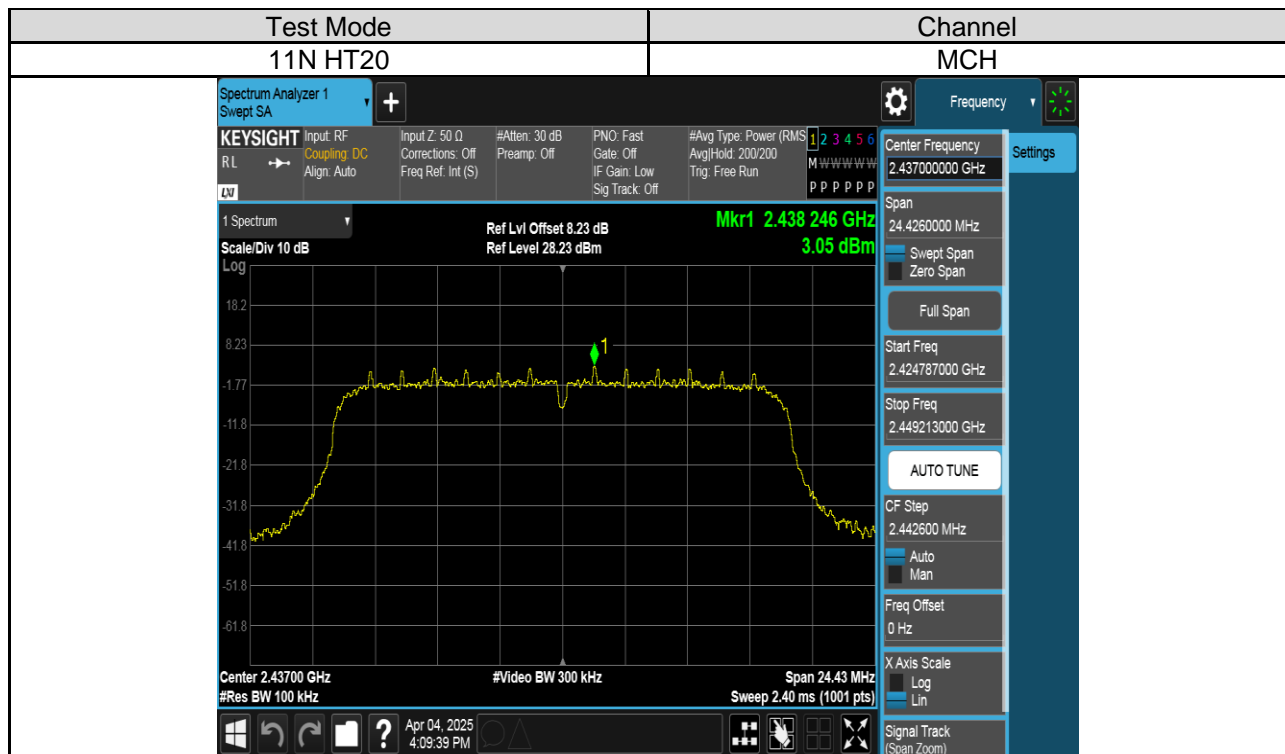 Test Mode Channel
11N HT20 MCH
Spectrum Analyzer 1
Swept SA
Frequency
KEYSIGHT Input: RF Input Z: 50 Ω #Atten: 30 dB PNO: Fast #Avg Type: Power (RMS 1 2 3 4 5 6
R L Coupling: DC Corrections: Off Preamp: Off Gate: Off Avg|Hold: 200/200 M W W W W W
Align: Auto Freq Ref: Int (S) IF Gain: Low Trig: Free Run
LXI Sig Track: Off P P P P P P
Center Frequency Settings
2.437000000 GHz
1 Spectrum Ref Lvl Offset 8.23 dB Mkr1 2.438 246 GHz
Scale/Div 10 dB Ref Level 28.23 dBm 3.05 dBm
Log
18.2
8.23
-1.77
-11.8
-21.8
-31.8
-41.8
-51.8
-61.8
1
Center 2.43700 GHz #Video BW 300 kHz Span 24.43 MHz
#Res BW 100 kHz Sweep 2.40 ms (1001 pts)
Span
24.4260000 MHz
Swept Span
Zero Span
Full Span
Start Freq
2.424787000 GHz
Stop Freq
2.449213000 GHz
AUTO TUNE
CF Step
2.442600 MHz
Auto
Man
Freq Offset
0 Hz
X Axis Scale
Log
Lin
Signal Track
(Span Zoom)
? Apr 04, 2025
4:09:39 PM